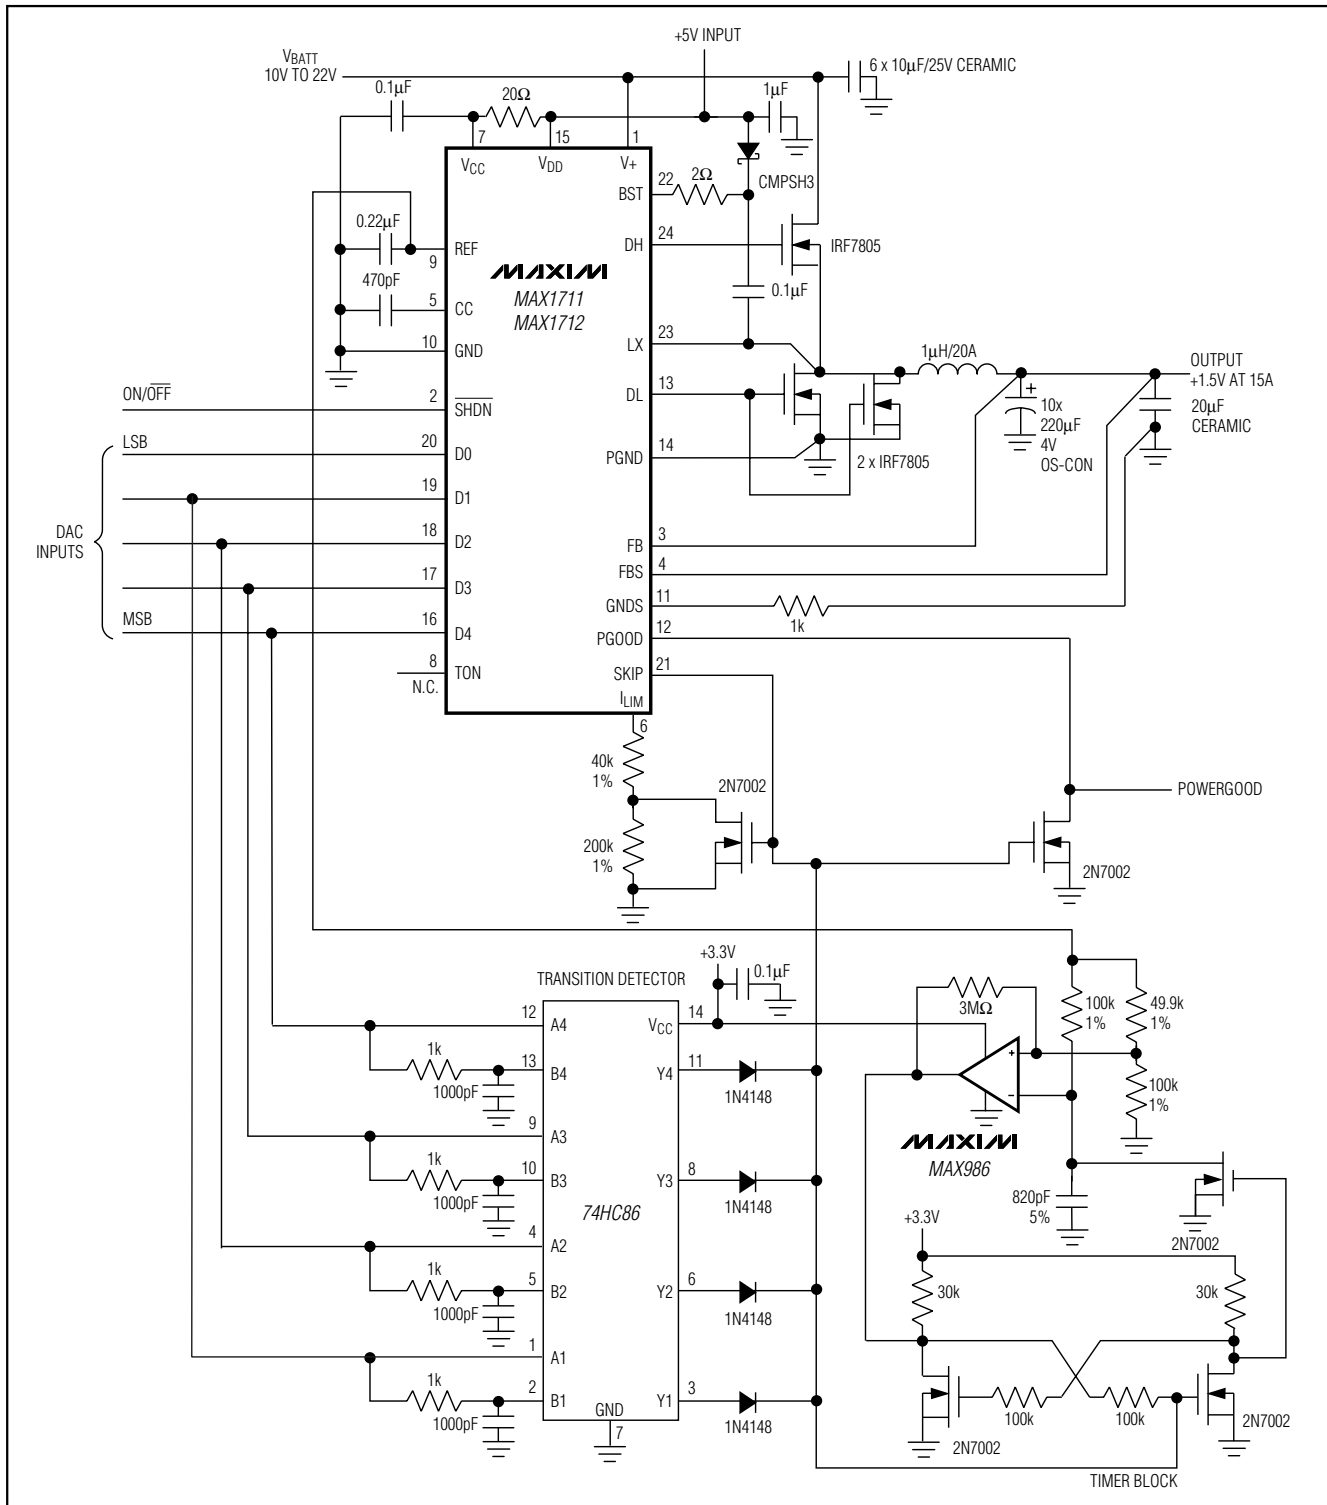 +5V INPUT
VBATT
10V TO 22V
6 x 10µF/25V CERAMIC
0.1µF
20Ω
1µF
7
15
1
VCC
VDD
V+
CMPSH3
22
2Ω
BST
0.22µF
REF
9
24
DH
IRF7805
MAXIM
MAX1711
MAX1712
470pF
5
CC
0.1µF
10
GND
23
LX
1µH/20A
OUTPUT
+1.5V AT 15A
ON/OFF
2
SHDN
13
DL
+
10x
220µF
4V
OS-CON
20µF
CERAMIC
LSB
20
D0
14
PGND
2 x IRF7805
19
D1
DAC
INPUTS
18
D2
3
FB
4
FBS
17
D3
11
GNDS
1k
MSB
16
D4
12
PGOOD
8
TON
N.C.
21
SKIP
ILIM
6
40k
1%
2N7002
POWERGOOD
200k
1%
2N7002
+3.3V
0.1µF
TRANSITION DETECTOR
12
A4
14
VCC
3MΩ
100k
1%
49.9k
1%
1k
13
B4
11
Y4
1N4148
1000pF
+
−
100k
1%
9
A3
MAXIM
MAX986
1k
10
B3
8
Y3
1N4148
1000pF
74HC86
820pF
5%
2N7002
4
A2
+3.3V
1k
5
B2
6
Y2
1N4148
1000pF
30k
30k
1
A1
1k
2
B1
3
Y1
1N4148
1000pF
GND
7
100k
100k
2N7002
2N7002
TIMER BLOCK